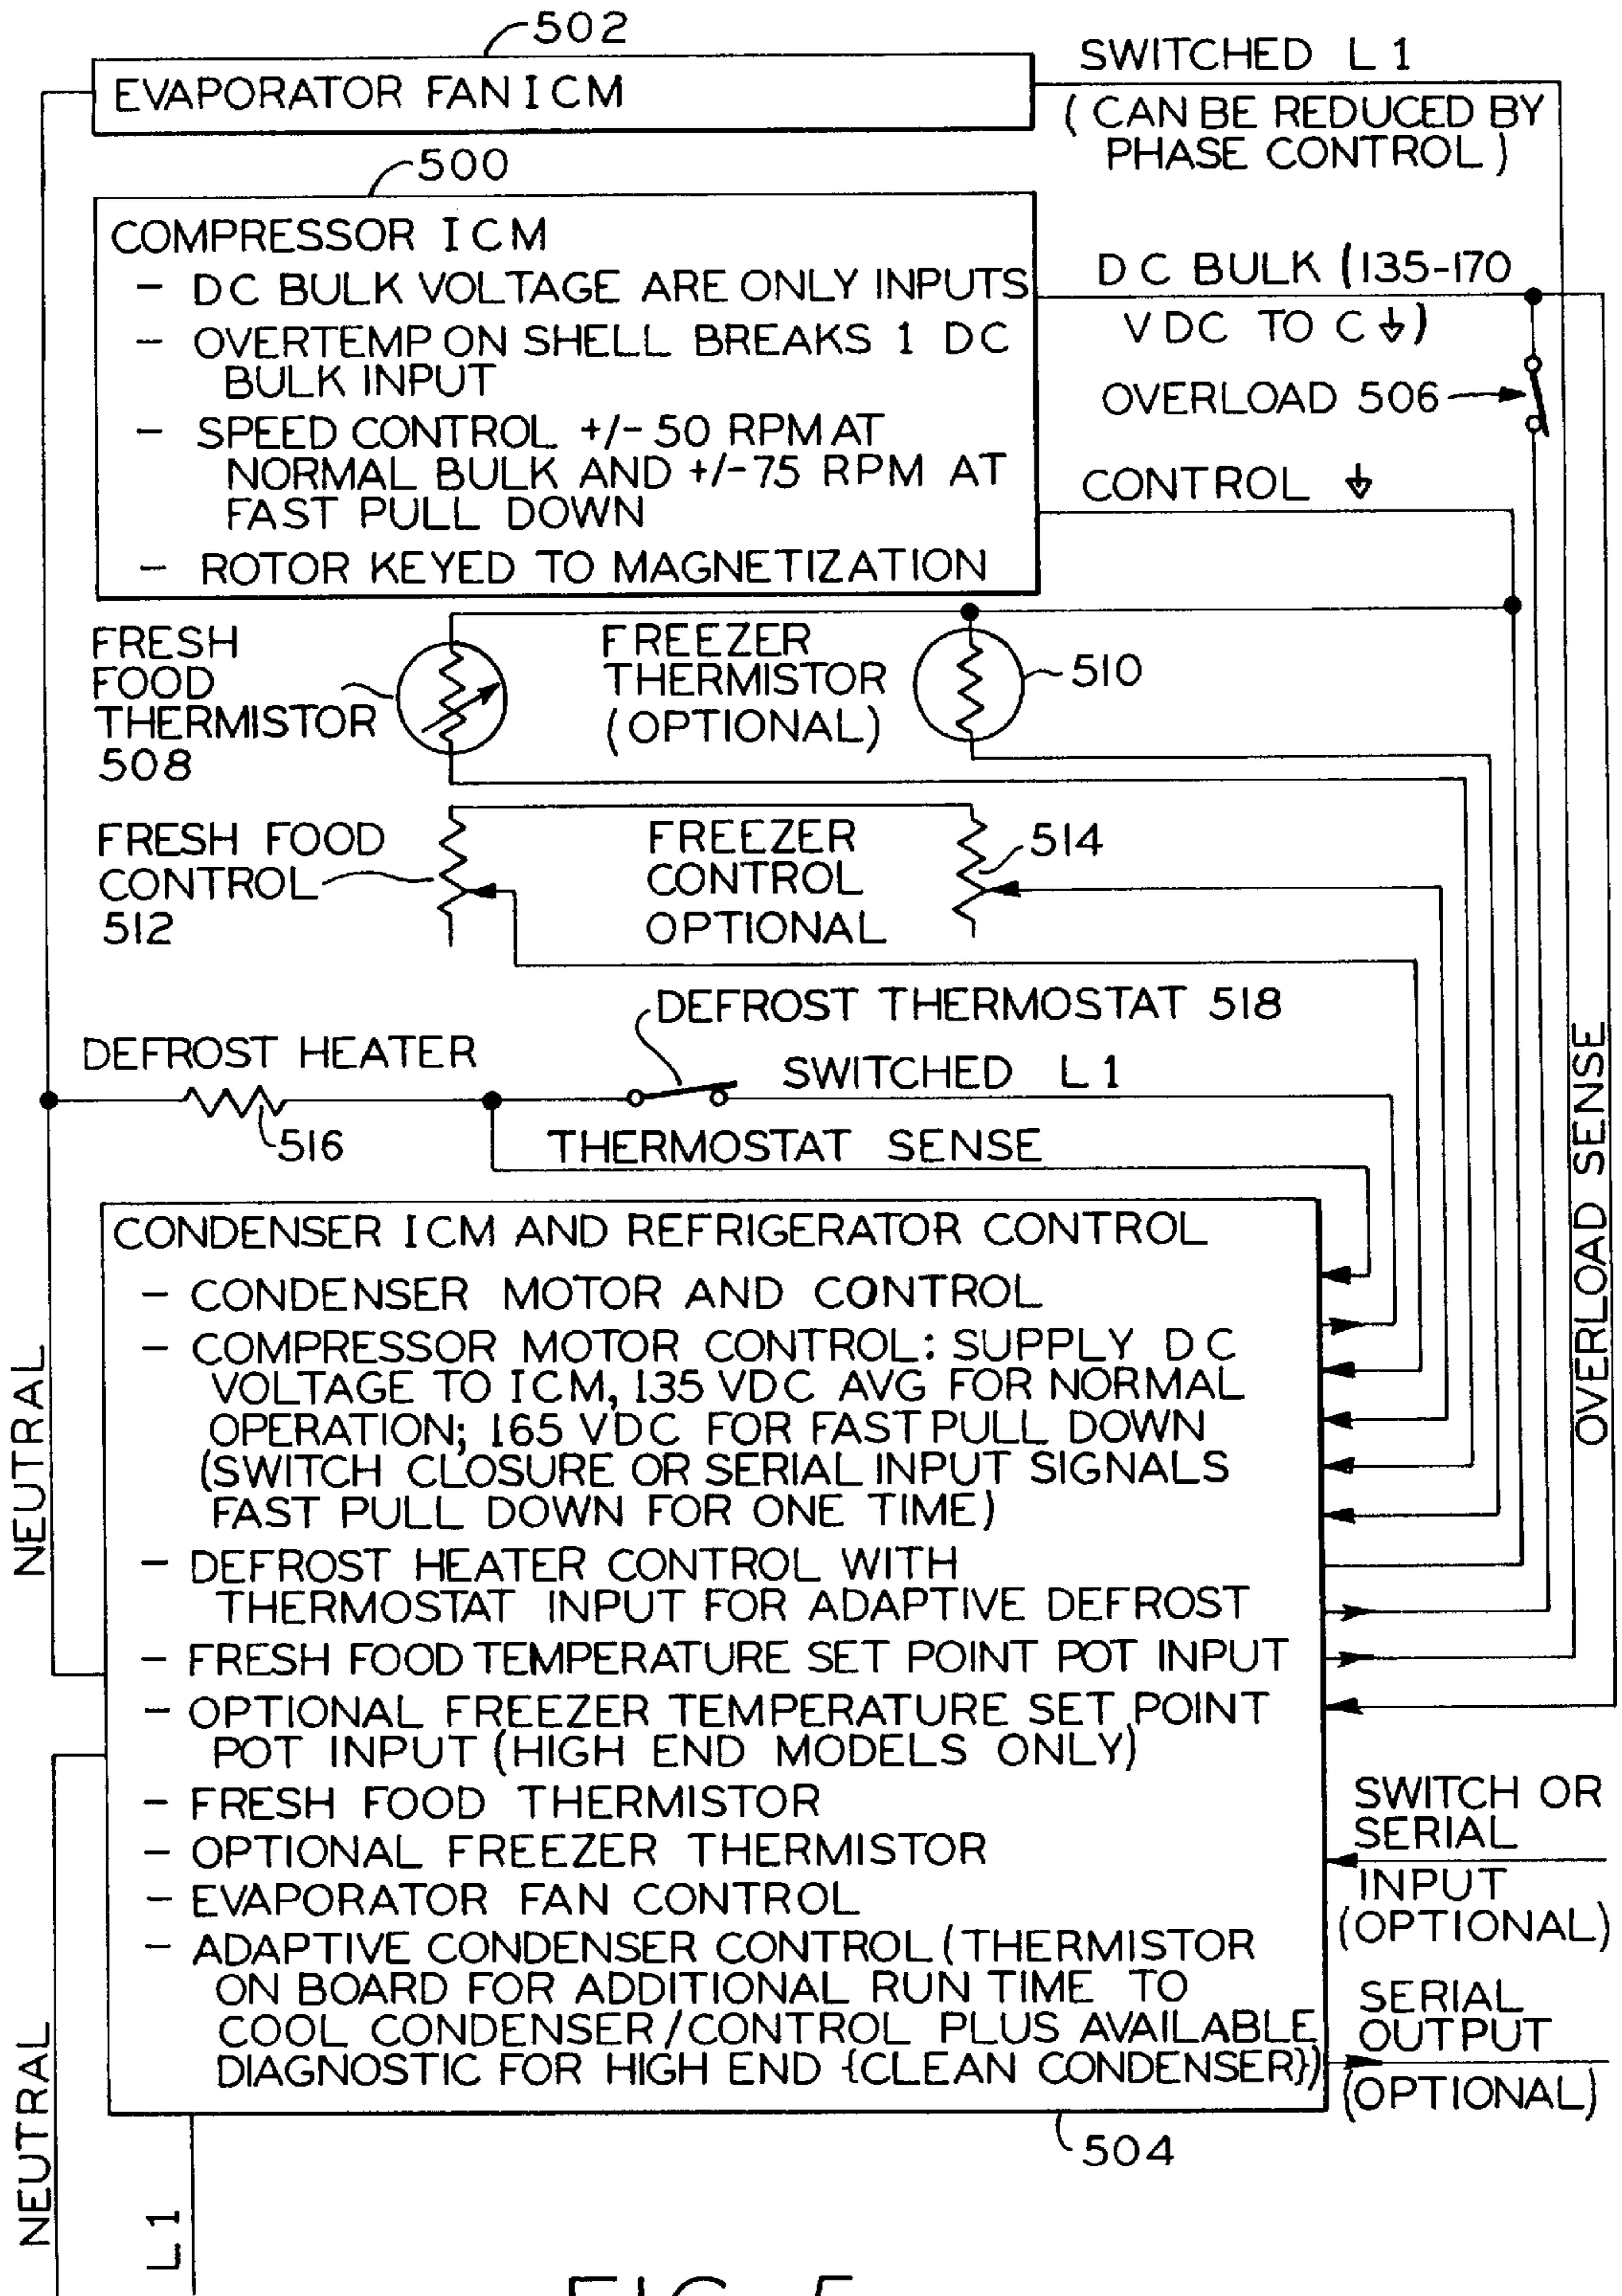 502
EVAPORATOR FAN ICM
SWITCHED L1
(CAN BE REDUCED BY
PHASE CONTROL)
500
COMPRESSOR ICM
- DC BULK VOLTAGE ARE ONLY INPUTS
- OVERTEMP ON SHELL BREAKS 1 DC
BULK INPUT
- SPEED CONTROL +/- 50 RPM AT
NORMAL BULK AND +/-75 RPM AT
FAST PULL DOWN
- ROTOR KEYED TO MAGNETIZATION
DC BULK (135-170
VDC TO C ⏚)
OVERLOAD 506
CONTROL ⏚
FRESH
FOOD
THERMISTOR
508
FREEZER
THERMISTOR
(OPTIONAL)
510
FRESH FOOD
CONTROL
512
FREEZER
CONTROL
OPTIONAL
514
DEFROST THERMOSTAT 518
DEFROST HEATER
SWITCHED L1
516
THERMOSTAT SENSE
OVERLOAD SENSE
NEUTRAL
CONDENSER ICM AND REFRIGERATOR CONTROL
- CONDENSER MOTOR AND CONTROL
- COMPRESSOR MOTOR CONTROL: SUPPLY DC
VOLTAGE TO ICM, 135 VDC AVG FOR NORMAL
OPERATION; 165 VDC FOR FAST PULL DOWN
(SWITCH CLOSURE OR SERIAL INPUT SIGNALS
FAST PULL DOWN FOR ONE TIME)
- DEFROST HEATER CONTROL WITH
THERMOSTAT INPUT FOR ADAPTIVE DEFROST
- FRESH FOOD TEMPERATURE SET POINT POT INPUT
- OPTIONAL FREEZER TEMPERATURE SET POINT
POT INPUT (HIGH END MODELS ONLY)
- FRESH FOOD THERMISTOR
- OPTIONAL FREEZER THERMISTOR
- EVAPORATOR FAN CONTROL
- ADAPTIVE CONDENSER CONTROL (THERMISTOR
ON BOARD FOR ADDITIONAL RUN TIME TO
COOL CONDENSER/CONTROL PLUS AVAILABLE
DIAGNOSTIC FOR HIGH END {CLEAN CONDENSER})
SWITCH OR
SERIAL
INPUT
(OPTIONAL)
SERIAL
OUTPUT
(OPTIONAL)
504
NEUTRAL
L1
FIG. 5